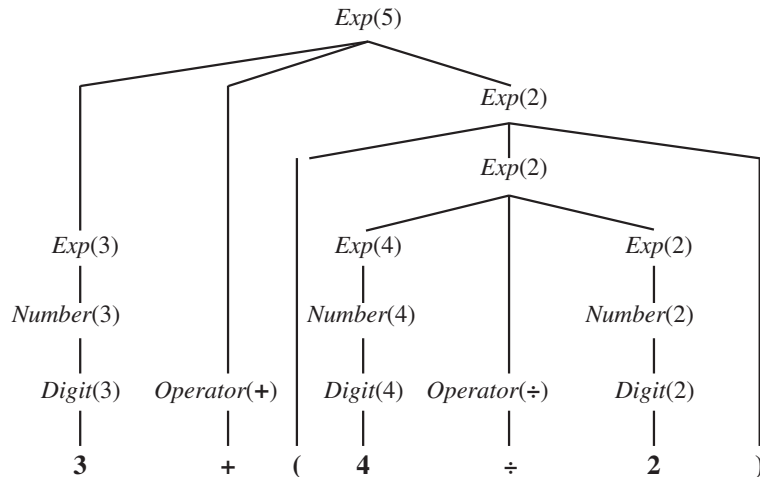 Exp(5)
Exp(2)
Exp(2)
Exp(3) Exp(4) Exp(2)
Number(3) Number(4) Number(2)
Digit(3) Operator(+) Digit(4) Operator(÷) Digit(2)
3 + ( 4 ÷ 2 )